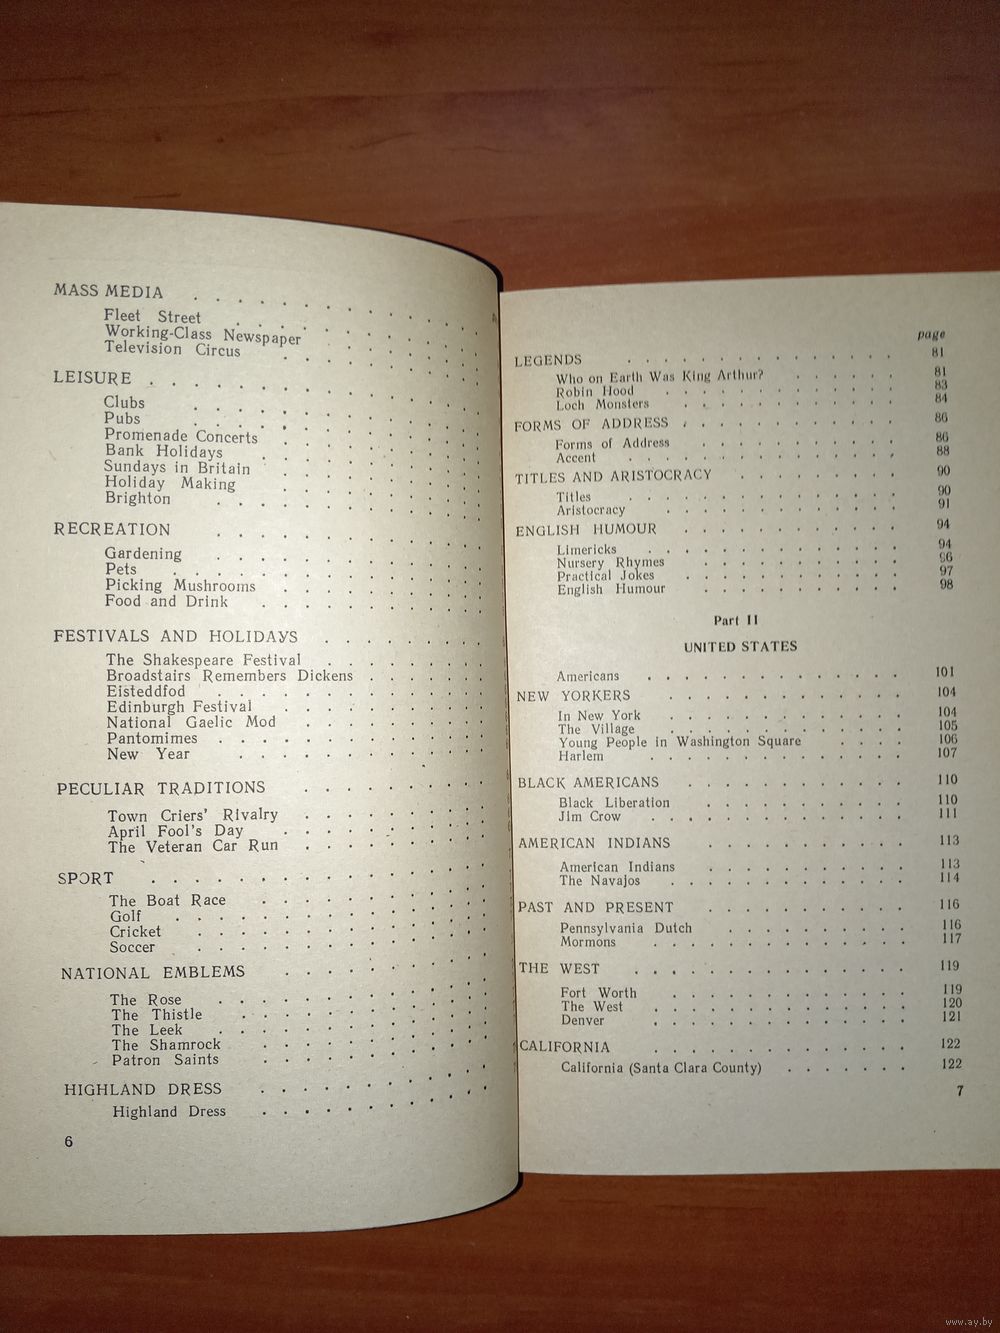 MASS MEDIA . . . . . . . . . . .
Fleet Street . . . . . . . . . .
Working-Class Newspaper . . . . . . .
Television Circus . . . . . . . .
LEISURE . . . . . . . . . . . .
Clubs . . . . . . . . . . .
Pubs . . . . . . . . . . .
Promenade Concerts . . . . . . . .
Bank Holidays . . . . . . . . .
Sundays in Britain . . . . . . . .
Holiday Making . . . . . . . .
Brighton . . . . . . . . . .
RECREATION . . . . . . . . . .
Gardening . . . . . . . . . .
Pets . . . . . . . . . . .
Picking Mushrooms . . . . . . . .
Food and Drink . . . . . . . . .
FESTIVALS AND HOLIDAYS . . . . . . .
The Shakespeare Festival . . . . . . .
Broadstairs Remembers Dickens . . . . .
Eisteddfod . . . . . . . . . .
Edinburgh Festival . . . . . . . .
National Gaelic Mod . . . . . . .
Pantomimes . . . . . . . . . .
New Year . . . . . . . . . .
PECULIAR TRADITIONS . . . . . . .
Town Criers' Rivalry . . . . . . .
April Fool's Day . . . . . . . .
The Veteran Car Run . . . . . . .
SPORT . . . . . . . . . . . .
The Boat Race . . . . . . . . .
Golf . . . . . . . . . . .
Cricket . . . . . . . . . .
Soccer . . . . . . . . . .
NATIONAL EMBLEMS . . . . . . . .
The Rose . . . . . . . . . .
The Thistle . . . . . . . . .
The Leek . . . . . . . . . .
The Shamrock . . . . . . . . .
Patron Saints . . . . . . . . .
HIGHLAND DRESS . . . . . . . . .
Highland Dress . . . . . . . . .
6
page
LEGENDS . . . . . . . . . . . 81
Who on Earth Was King Arthur? . . . . . 81
Robin Hood . . . . . . . . . 83
Loch Monsters . . . . . . . . . 84
FORMS OF ADDRESS . . . . . . . . . 86
Forms of Address . . . . . . . . 86
Accent . . . . . . . . . . 88
TITLES AND ARISTOCRACY . . . . . . . 90
Titles . . . . . . . . . . 90
Aristocracy . . . . . . . . . 91
ENGLISH HUMOUR . . . . . . . . . 94
Limericks . . . . . . . . . . 94
Nursery Rhymes . . . . . . . . 96
Practical Jokes . . . . . . . . . 97
English Humour . . . . . . . . 98
Part II
UNITED STATES
Americans . . . . . . . . . . 101
NEW YORKERS . . . . . . . . . 104
In New York . . . . . . . . . 104
The Village . . . . . . . . . 105
Young People in Washington Square . . . . 106
Harlem . . . . . . . . . . 107
BLACK AMERICANS . . . . . . . . 110
Black Liberation . . . . . . . . 110
Jim Crow . . . . . . . . . . 111
AMERICAN INDIANS . . . . . . . . 113
American Indians . . . . . . . . 113
The Navajos . . . . . . . . . 114
PAST AND PRESENT . . . . . . . . 116
Pennsylvania Dutch . . . . . . . 116
Mormons . . . . . . . . . . 117
THE WEST . . . . . . . . . . 119
Fort Worth . . . . . . . . . 119
The West . . . . . . . . . . 120
Denver . . . . . . . . . . 121
CALIFORNIA . . . . . . . . . . 122
California (Santa Clara County) . . . . . 122
7
www.ay.by